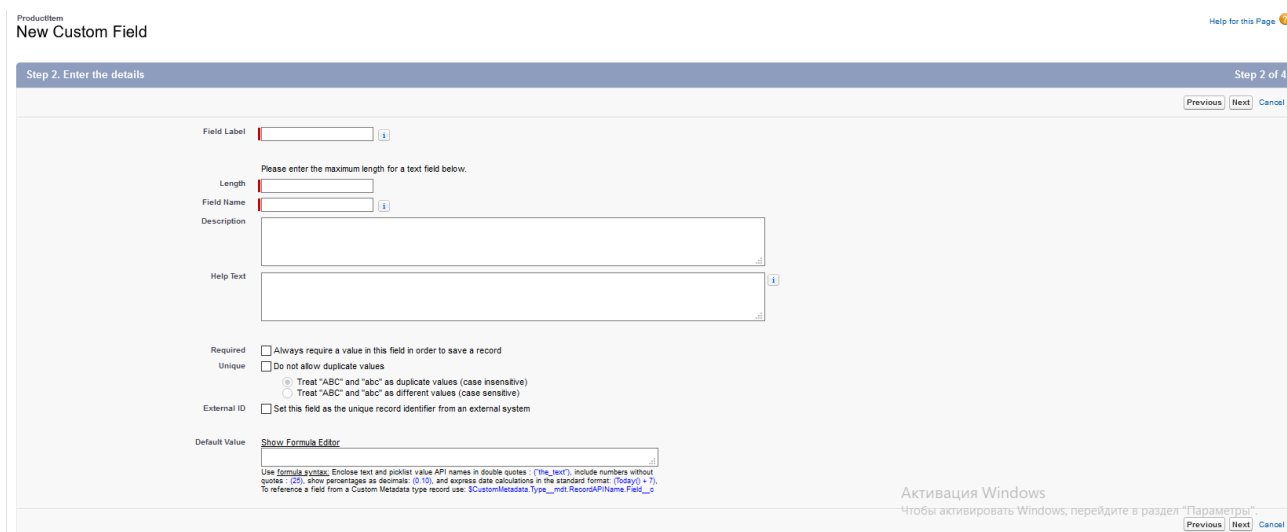 ProductItem
New Custom Field
Help for this Page
Step 2. Enter the details
Step 2 of 4
Previous Next Cancel
Field Label
Please enter the maximum length for a text field below.
Length
Field Name
Description
Help Text
Required Always require a value in this field in order to save a record
Unique Do not allow duplicate values
Treat "ABC" and "abc" as duplicate values (case insensitive)
Treat "ABC" and "abc" as different values (case sensitive)
External ID Set this field as the unique record identifier from an external system
Default Value Show Formula Editor
Use formula syntax: Enclose text and picklist value API names in double quotes : ("the_text"), include numbers without
quotes : (25), show percentages as decimals: (0.10), and express date calculations in the standard format: (Today() + 7),
To reference a field from a Custom Metadata type record use: $CustomMetadata.Type__mdt.RecordAPIName.Field__c
Активация Windows
Чтобы активировать Windows, перейдите в раздел "Параметры".
Previous Next Cancel